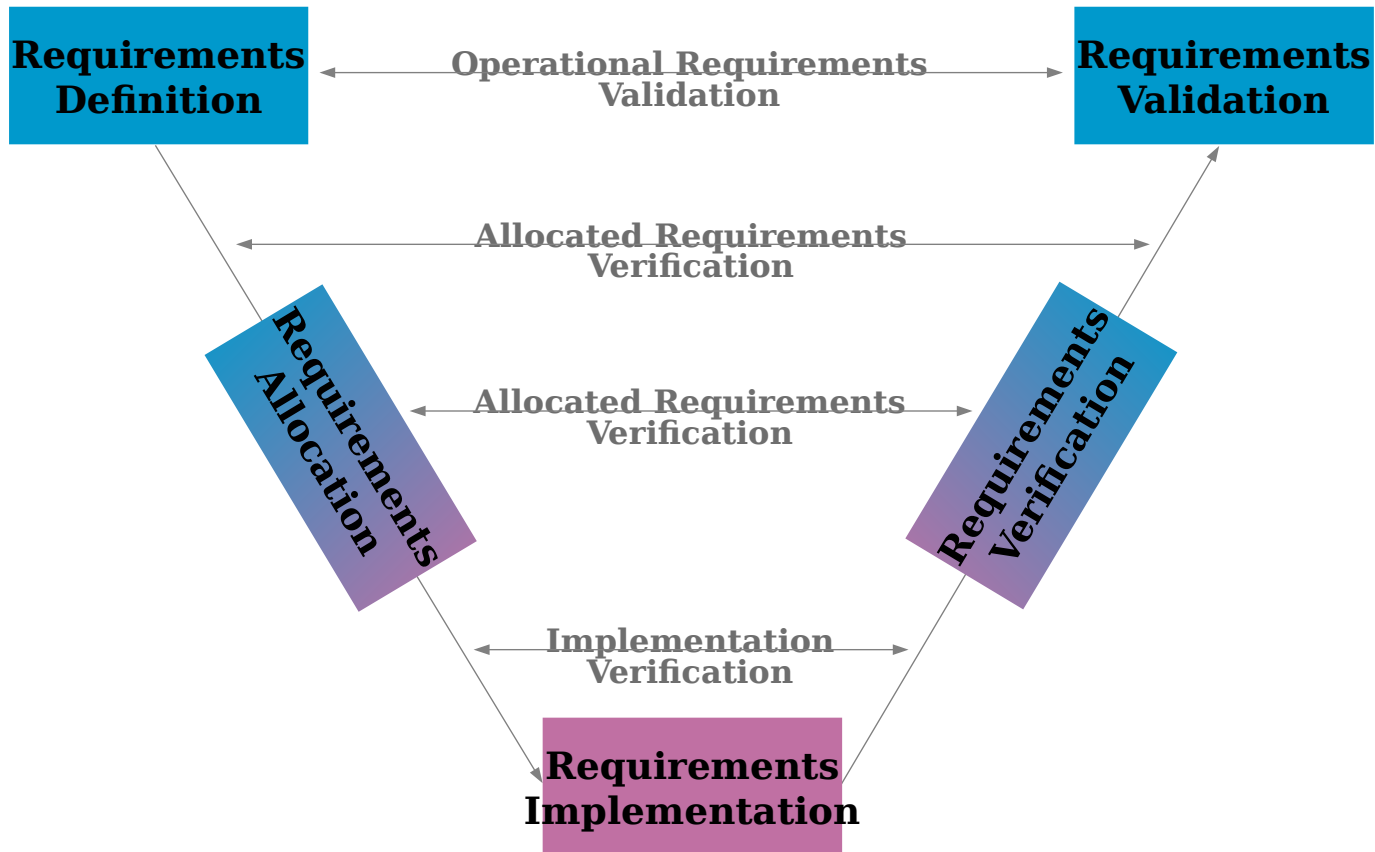 Requirements
Definition
Operational Requirements
Validation
Requirements
Validation
Allocated Requirements
Verification
Requirements
Allocation
Allocated Requirements
Verification
Requirements
Verification
Implementation
Verification
Requirements
Implementation